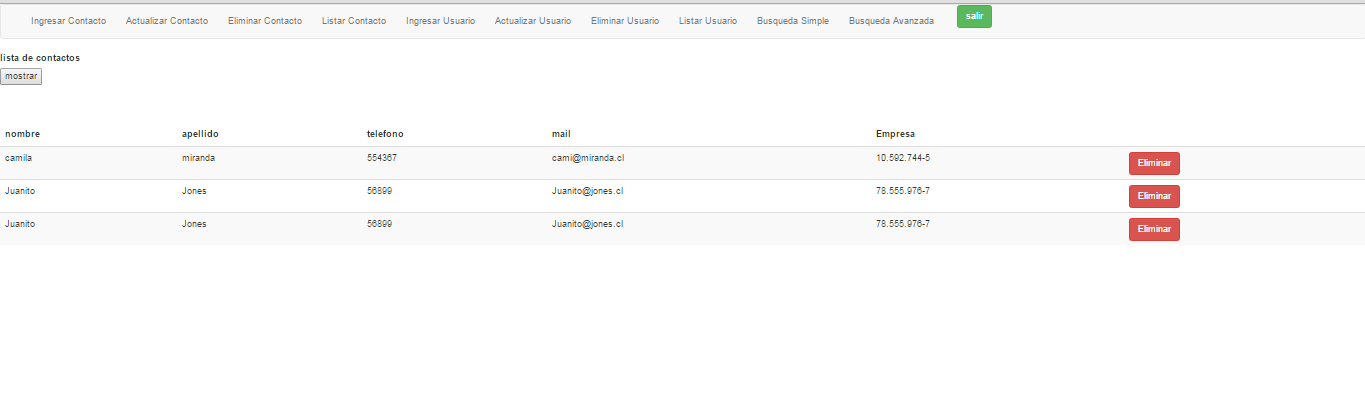 Ingresar Contacto Actualizar Contacto Eliminar Contacto Listar Contacto Ingresar Usuario Actualizar Usuario Eliminar Usuario Listar Usuario Busqueda Simple Busqueda Avanzada salir
lista de contactos
mostrar
nombre apellido telefono mail Empresa
camila miranda 554367 cami@miranda.cl 10.592.744-5 Eliminar
Juanito Jones 56899 Juanito@jones.cl 78.555.976-7 Eliminar
Juanito Jones 56899 Juanito@jones.cl 78.555.976-7 Eliminar